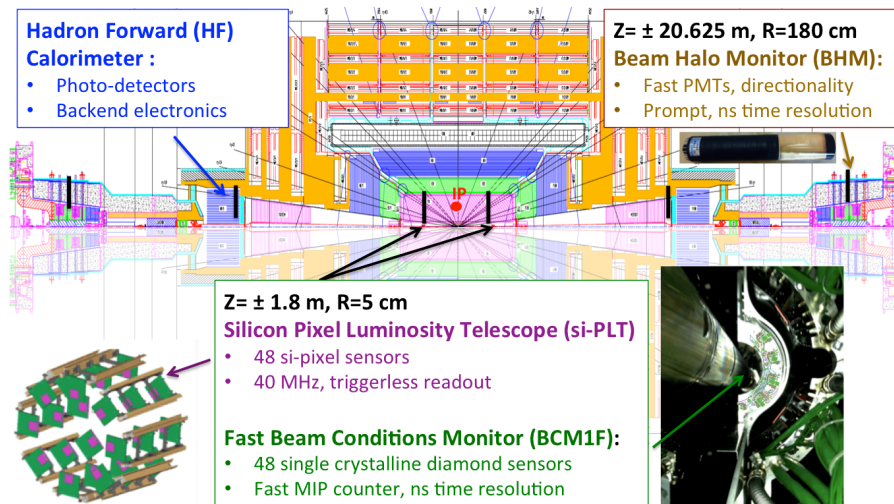 Hadron Forward (HF)
Calorimeter :
• Photo-detectors
• Backend electronics
Z= ± 20.625 m, R=180 cm
Beam Halo Monitor (BHM):
• Fast PMTs, directionality
• Prompt, ns time resolution
IP
Z= ± 1.8 m, R=5 cm
Silicon Pixel Luminosity Telescope (si-PLT)
• 48 si-pixel sensors
• 40 MHz, triggerless readout
Fast Beam Conditions Monitor (BCM1F):
• 48 single crystalline diamond sensors
• Fast MIP counter, ns time resolution